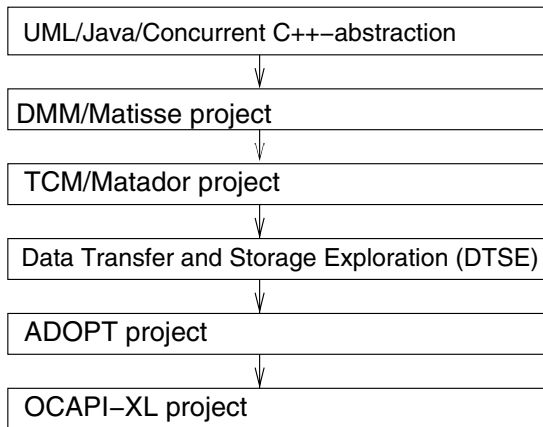 UML/Java/Concurrent C++−abstraction
DMM/Matisse project
TCM/Matador project
Data Transfer and Storage Exploration (DTSE)
ADOPT project
OCAPI−XL project